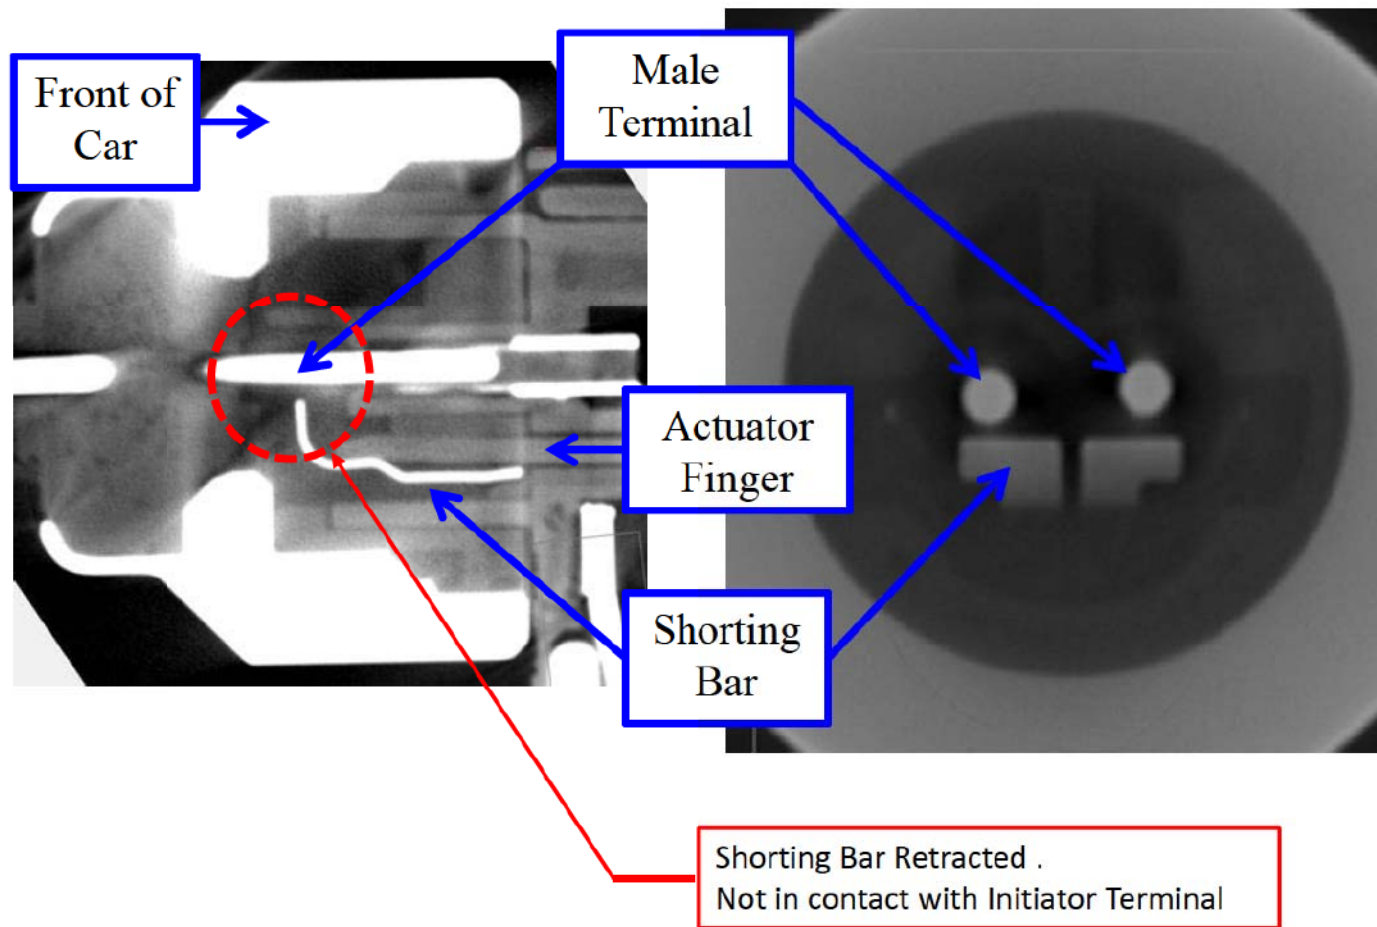 Front of
Car
Male
Terminal
Actuator
Finger
Shorting
Bar
Shorting Bar Retracted .
Not in contact with Initiator Terminal